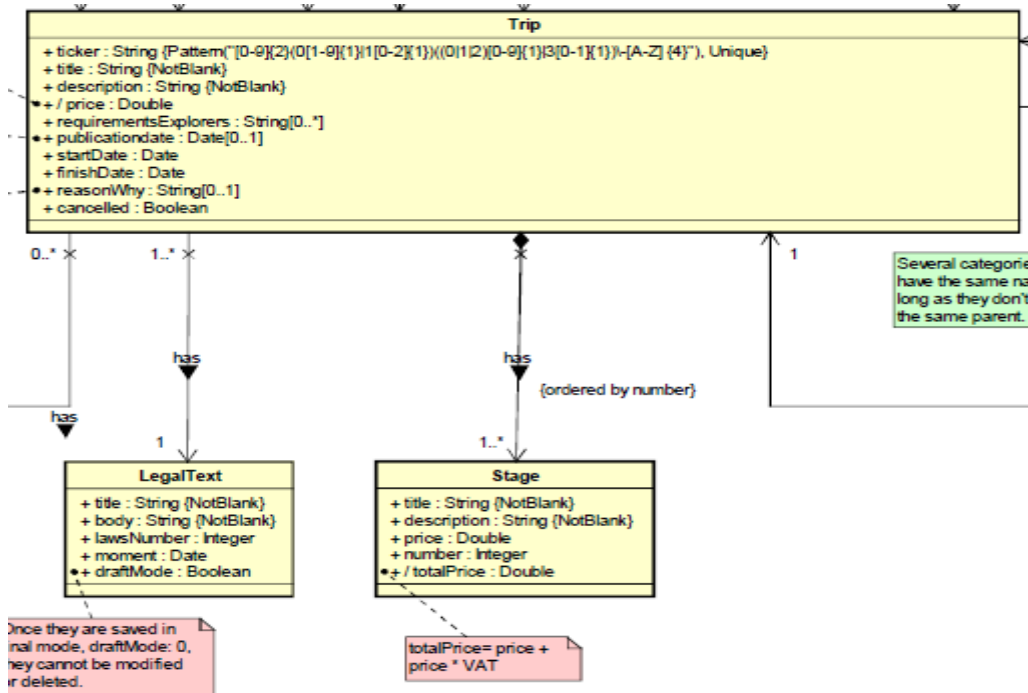 Trip
+ ticker : String {Pattern("[0-9]{2}(0[1-9]{1}|1[0-2]{1})((0|1|2)[0-9]{1}|3[0-1]{1})\-[A-Z] {4}"), Unique}
+ title : String {NotBlank}
+ description : String {NotBlank}
+ / price : Double
+ requirementsExplorers : String[0..*]
+ publicationdate : Date[0..1]
+ startDate : Date
+ finishDate : Date
+ reasonWhy : String[0..1]
+ cancelled : Boolean
0..*
1..*
1
Several categorie
have the same na
long as they don't
the same parent.
has
has
{ordered by number}
has
1
1..*
LegalText
+ title : String {NotBlank}
+ body : String {NotBlank}
+ lawsNumber : Integer
+ moment : Date
+ draftMode : Boolean
Stage
+ title : String {NotBlank}
+ description : String {NotBlank}
+ price : Double
+ number : Integer
+ / totalPrice : Double
Once they are saved in
inal mode, draftMode: 0,
hey cannot be modified
or deleted.
totalPrice= price +
price * VAT